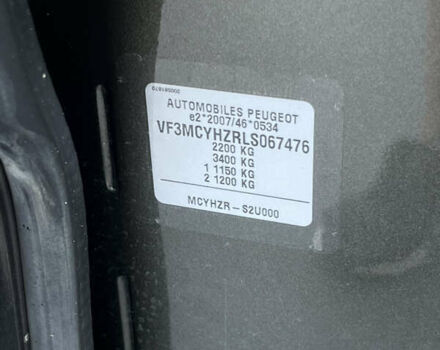 AUTOMOBILES PEUGEOT
e2*2007/46*0534
VF3MCYHZRLS067476
2200 KG
3400 KG
1 1150 KG
2 1200 KG
MCYHZR-S2U000